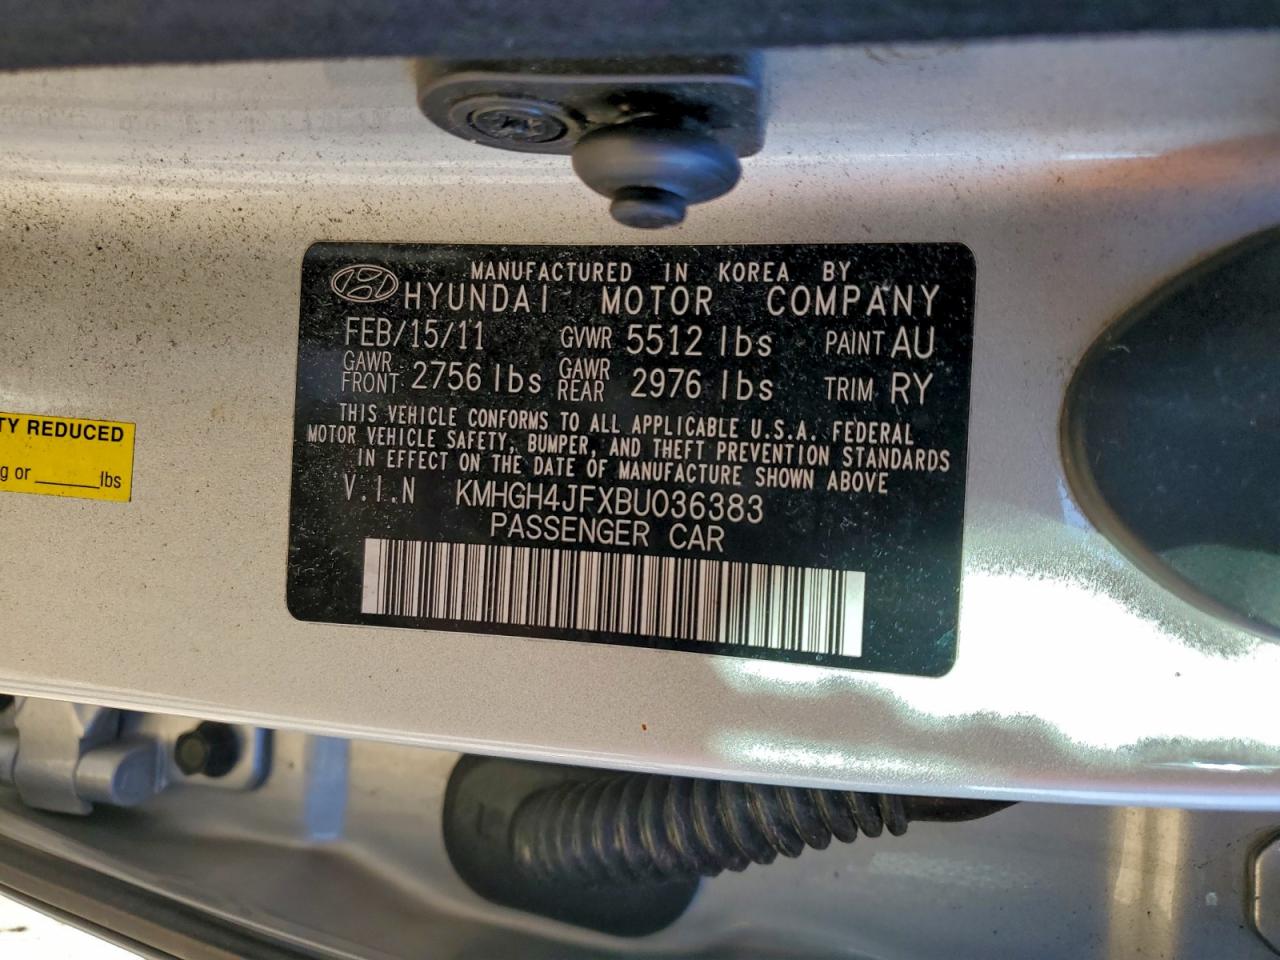 MANUFACTURED IN KOREA BY
HYUNDAI MOTOR COMPANY
FEB/15/11 GVWR 5512 lbs PAINT AU
GAWR FRONT 2756 lbs GAWR REAR 2976 lbs TRIM RY
THIS VEHICLE CONFORMS TO ALL APPLICABLE U.S.A. FEDERAL
MOTOR VEHICLE SAFETY, BUMPER, AND THEFT PREVENTION STANDARDS
IN EFFECT ON THE DATE OF MANUFACTURE SHOWN ABOVE
V.I.N KMHGH4JFXBU036383
PASSENGER CAR
TY REDUCED
g or ______lbs